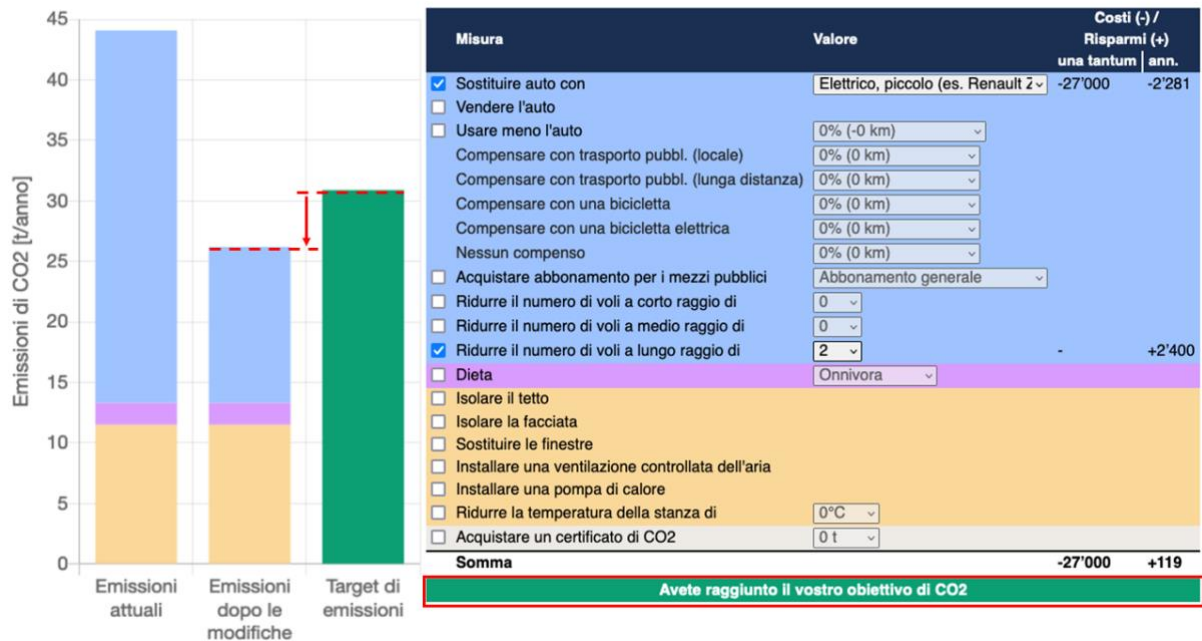 45
40
35
30
25
20
15
10
5
0
Emissioni di CO2 [t/anno]
Emissioni attuali
Emissioni dopo le modifiche
Target di emissioni
Costi (-) /
Misura Valore Risparmi (+)
una tantum ann.
Sostituire auto con Elettrico, piccolo (es. Renault Z -27'000 -2'281
Vendere l'auto
Usare meno l'auto 0% (-0 km)
Compensare con trasporto pubbl. (locale) 0% (0 km)
Compensare con trasporto pubbl. (lunga distanza) 0% (0 km)
Compensare con una bicicletta 0% (0 km)
Compensare con una bicicletta elettrica 0% (0 km)
Nessun compenso 0% (0 km)
Acquistare abbonamento per i mezzi pubblici Abbonamento generale
Ridurre il numero di voli a corto raggio di 0
Ridurre il numero di voli a medio raggio di 0
Ridurre il numero di voli a lungo raggio di 2 - +2'400
Dieta Onnivora
Isolare il tetto
Isolare la facciata
Sostituire le finestre
Installare una ventilazione controllata dell'aria
Installare una pompa di calore
Ridurre la temperatura della stanza di 0°C
Acquistare un certificato di CO2 0 t
Somma -27'000 +119
Avete raggiunto il vostro obiettivo di CO2